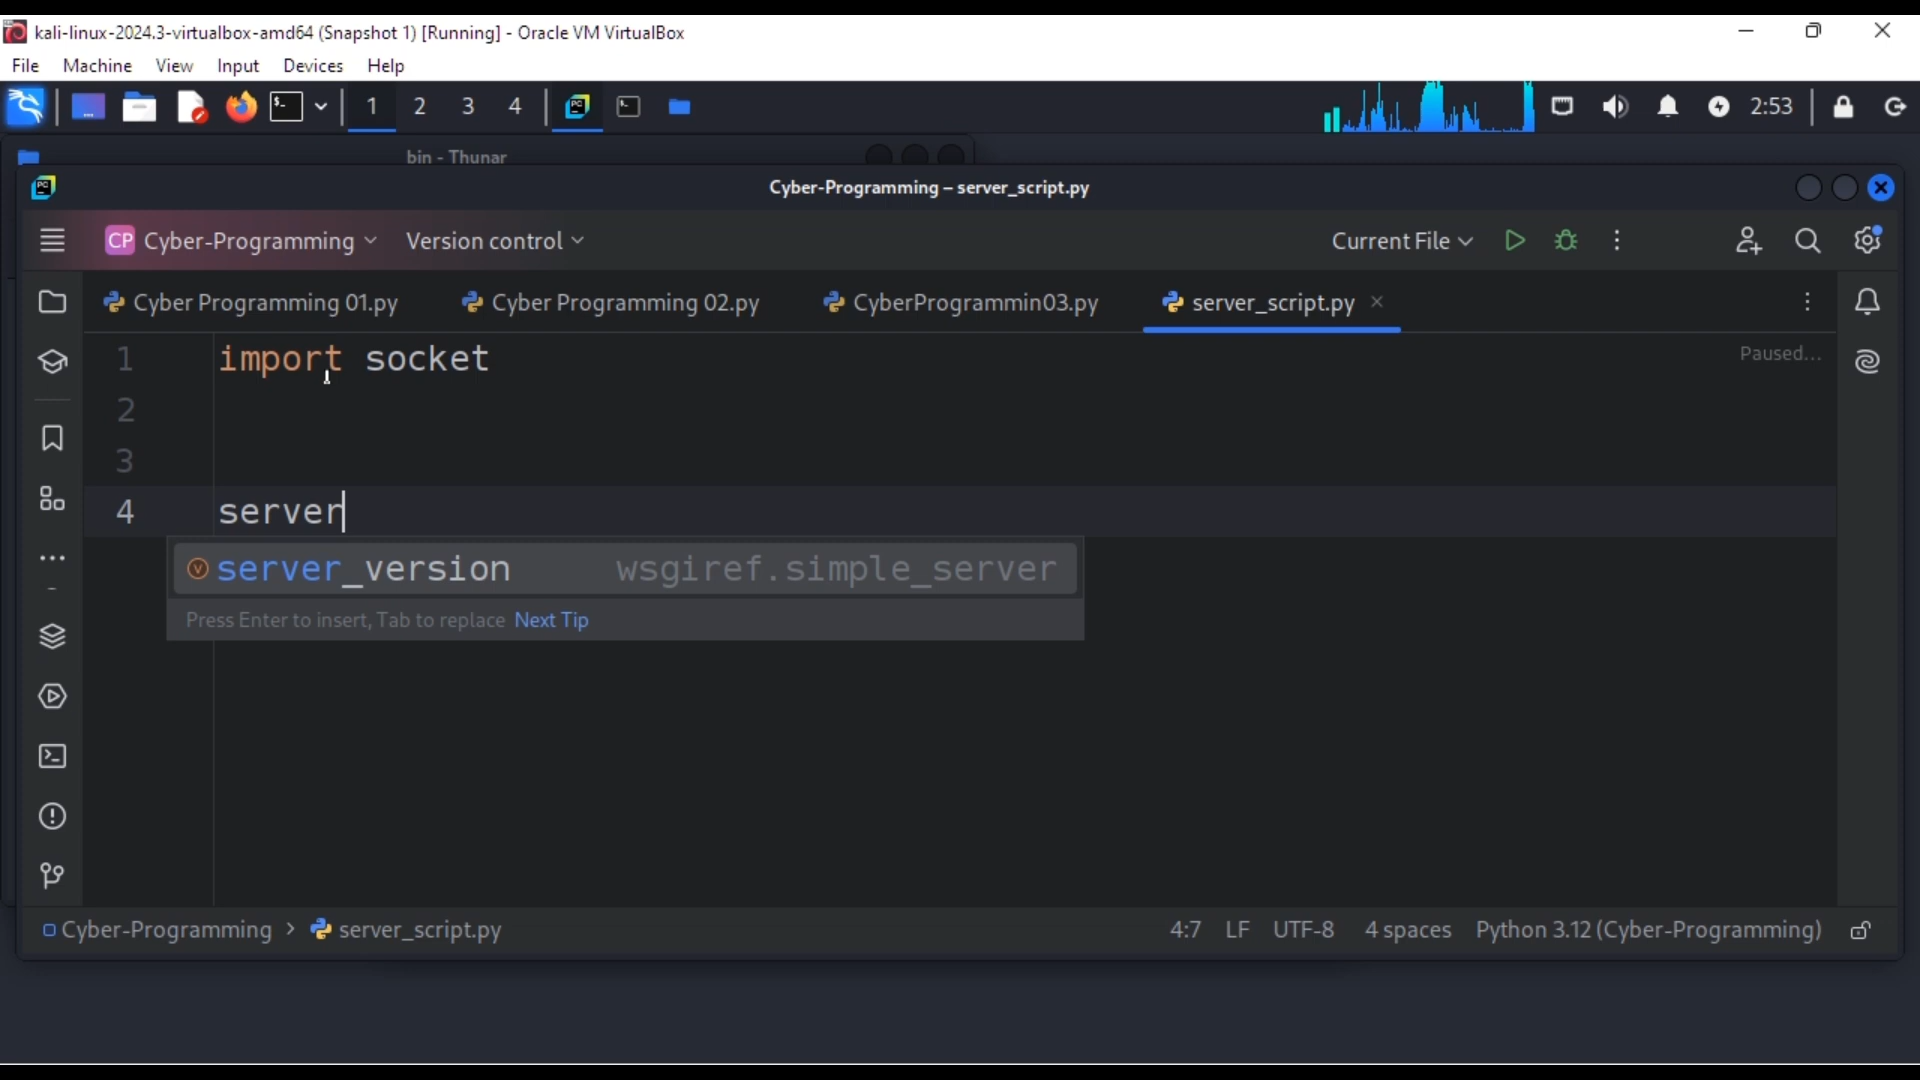 kali-linux-2024.3-virtualbox-amd64 (Snapshot 1) [Running] - Oracle VM VirtualBox
File Machine View Input Devices Help
1 2 3 4 2:53
bin - Thunar
Cyber-Programming – server_script.py
CP Cyber-Programming Version control Current File
Cyber Programming 01.py Cyber Programming 02.py CyberProgrammin03.py server_script.py
1 import socket Paused...
2
3
4 server
server_version wsgiref.simple_server
Press Enter to insert, Tab to replace Next Tip
Cyber-Programming > server_script.py 4:7 LF UTF-8 4 spaces Python 3.12 (Cyber-Programming)